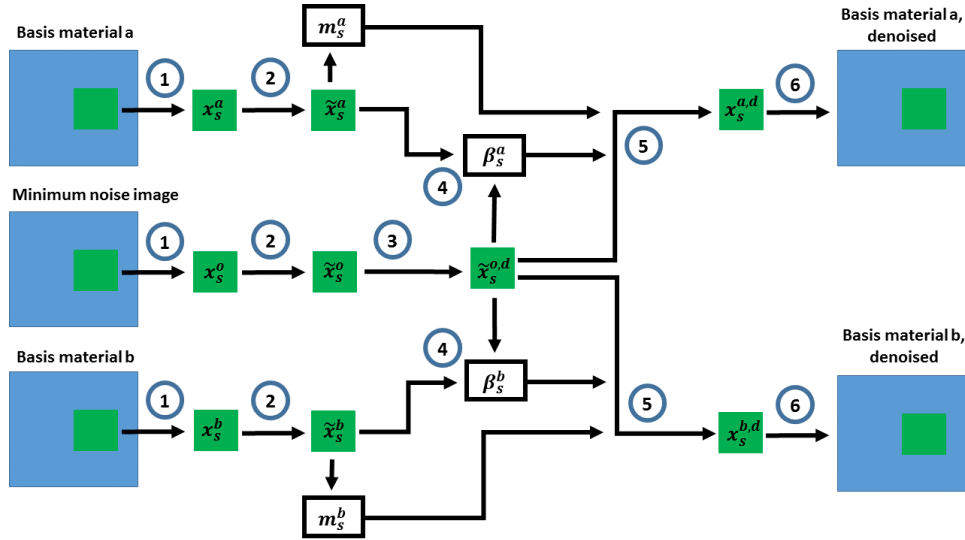 Basis material a
m_s^a
Basis material a,
denoised
1
x_s^a
2
x̃_s^a
x_s^{a,d}
6
β_s^a
5
4
Minimum noise image
1
x_s^o
2
x̃_s^o
3
x̃_s^{o,d}
Basis material b
4
Basis material b,
denoised
β_s^b
1
x_s^b
2
x̃_s^b
5
x_s^{b,d}
6
m_s^b